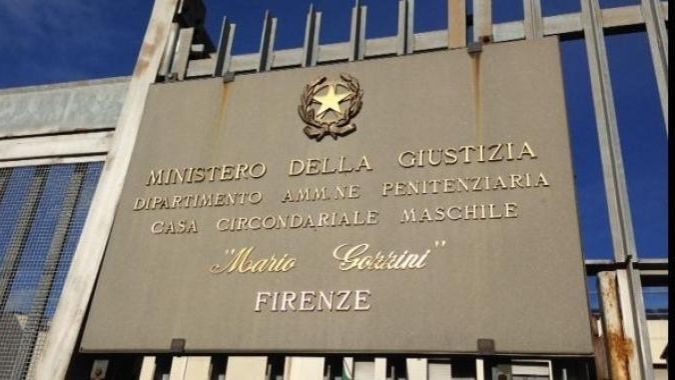 MINISTERO DELLA GIUSTIZIA
DIPARTIMENTO AMM.NE PENITENZIARIA
CASA CIRCONDARIALE MASCHILE
"Mario Gozzini"
FIRENZE